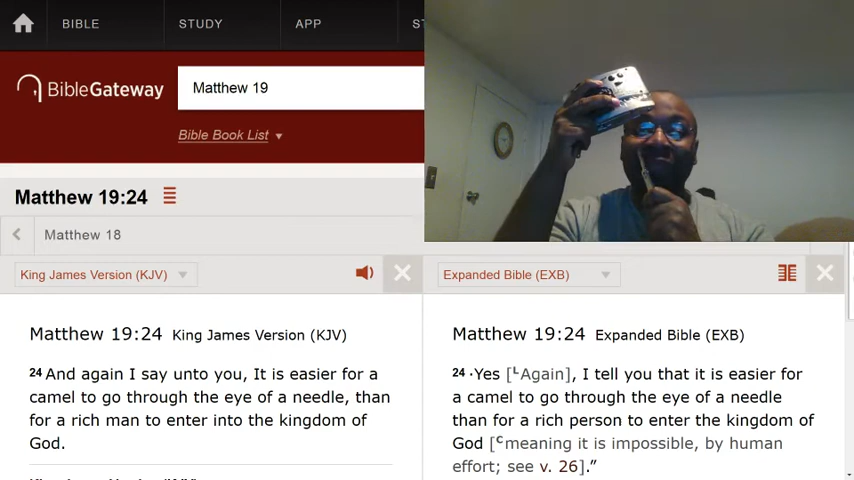 BIBLE STUDY APP
BibleGateway
Matthew 19
Bible Book List
Matthew 19:24
Matthew 18
King James Version (KJV)
Expanded Bible (EXB)
Matthew 19:24 King James Version (KJV)
24 And again I say unto you, It is easier for a
camel to go through the eye of a needle, than
for a rich man to enter into the kingdom of
God.
Matthew 19:24 Expanded Bible (EXB)
24 ·Yes [ᴸAgain], I tell you that it is easier for
a camel to go through the eye of a needle
than for a rich person to enter the kingdom of
God [ᶜmeaning it is impossible, by human
effort; see v. 26].”